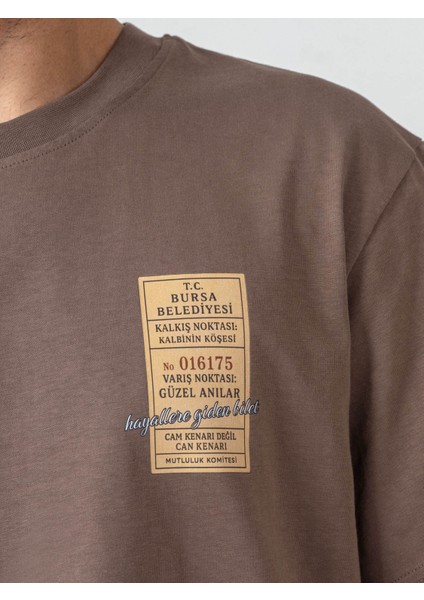 T.C.
BURSA
BELEDİYESİ
KALKIŞ NOKTASI:
KALBİNİN KÖŞESİ
No 016175
VARIŞ NOKTASI:
GÜZEL ANILAR
hayallere giden bilet
CAM KENARI DEĞİL
CAN KENARI
MUTLULUK KOMİTESİ